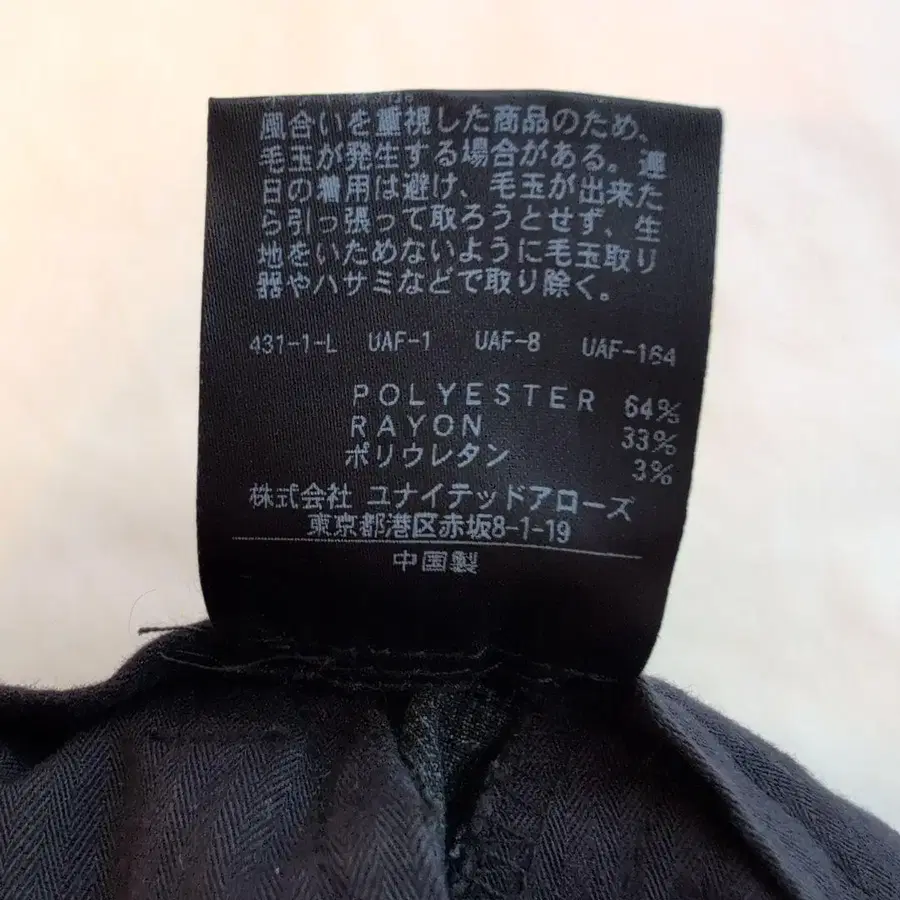 風合いを重視した商品のため、
毛玉が発生する場合がある。連
日の着用は避け、毛玉が出来た
ら引っ張って取ろうとせず、生
地をいためないように毛玉取り
器やハサミなどで取り除く。
431-1-L UAF-1 UAF-8 UAF-164
POLYESTER 64%
RAYON 33%
ポリウレタン 3%
株式会社 ユナイテッドアローズ
東京都港区赤坂8-1-19
中国製